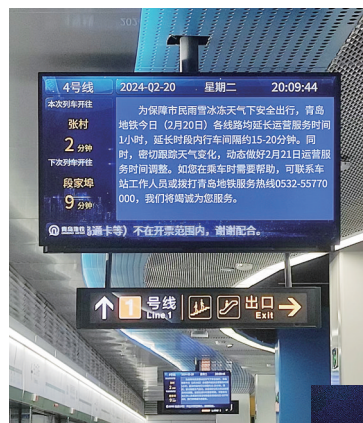 4号线 2024-02-20 星期二 20:09:44
本次列车开往
张村
2 分钟
下次列车开往
段家埠
9 分钟
为保障市民雨雪冰冻天气下安全出行，青岛
地铁今日（2月20日）各线路均延长运营服务时间
1小时，延长时段内行车间隔约15-20分钟。同
时，密切跟踪天气变化，动态做好2月21日运营服
务时间调整。如您在乘车时需要帮助，可联系车
站工作人员或拨打青岛地铁服务热线0532-55770
000，我们将竭诚为您服务。
青岛地铁 通卡等）不在开票范围内，谢谢配合。
1 号线 出口
Line 1 Exit